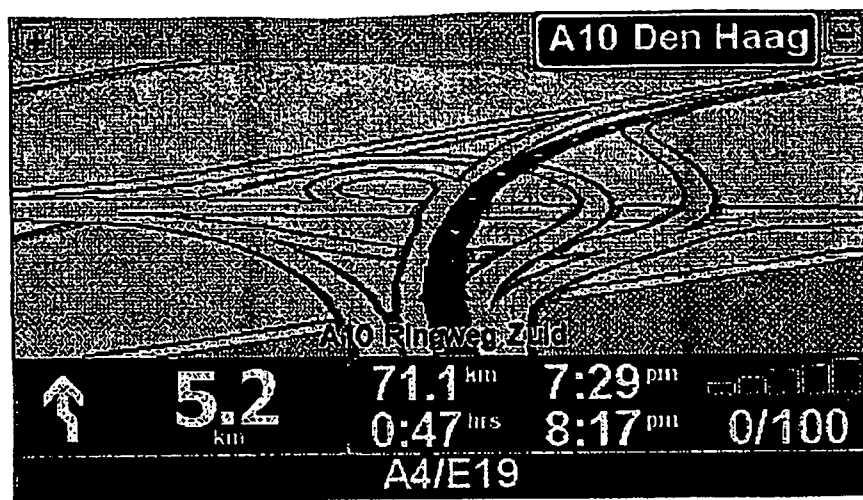 + A10 Den Haag −
A10 Ringweg Zuid
5.2 km
71.1 km 7:29 pm
0:47 hrs 8:17 pm 0/100
A4/E19